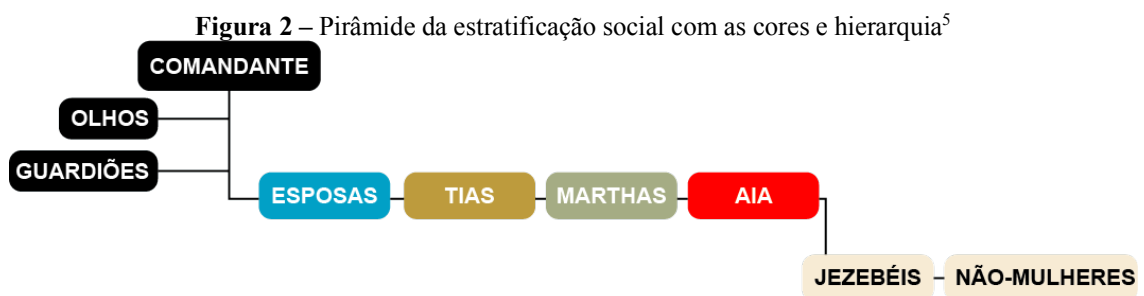 Figura 2 – Pirâmide da estratificação social com as cores e hierarquia⁵
COMANDANTE
OLHOS
GUARDIÕES
ESPOSAS
TIAS
MARTHAS
AIA
JEZEBÉIS
NÃO-MULHERES